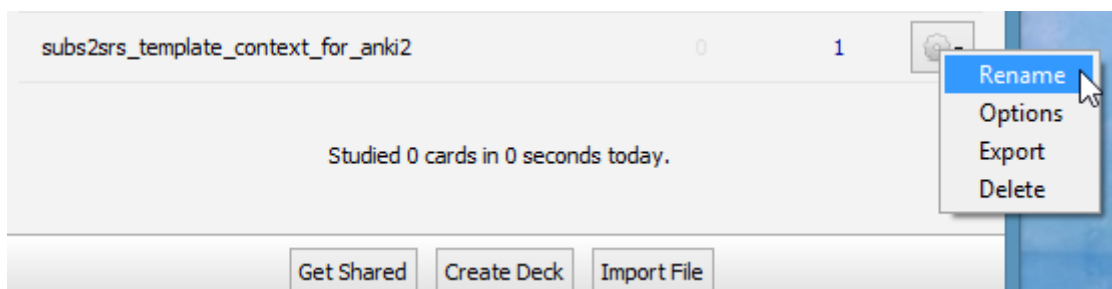 subs2srs_template_context_for_anki2 0 1
Rename
Options
Export
Delete
Studied 0 cards in 0 seconds today.
Get Shared Create Deck Import File